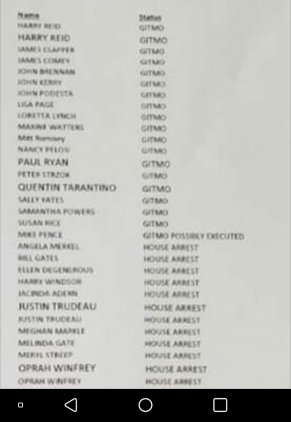 Name Status
HARRY REID GITMO
HARRY REID GITMO
JAMES CLAPPER GITMO
JAMES COMEY GITMO
JOHN BRENNAN GITMO
JOHN KERRY GITMO
JOHN PODESTA GITMO
LISA PAGE GITMO
LORETTA LYNCH GITMO
MAXINE WATTERS GITMO
Mitt Romney GITMO
NANCY PELOSI GITMO
PAUL RYAN GITMO
PETER STRZOK GITMO
QUENTIN TARANTINO GITMO
SALLY YATES GITMO
SAMANTHA POWERS GITMO
SUSAN RICE GITMO
MIKE PENCE GITMO POSSIBLY EXECUTED
ANGELA MERKEL HOUSE ARREST
BILL GATES HOUSE ARREST
ELLEN DEGENEROUS HOUSE ARREST
HARRY WINDSOR HOUSE ARREST
JACINDA ADERN HOUSE ARREST
JUSTIN TRUDEAU HOUSE ARREST
JUSTIN TRUDEAU HOUSE ARREST
MEGHAN MARKLE HOUSE ARREST
MELINDA GATE HOUSE ARREST
MERYL STREEP HOUSE ARREST
OPRAH WINFREY HOUSE ARREST
OPRAH WINFREY HOUSE ARREST